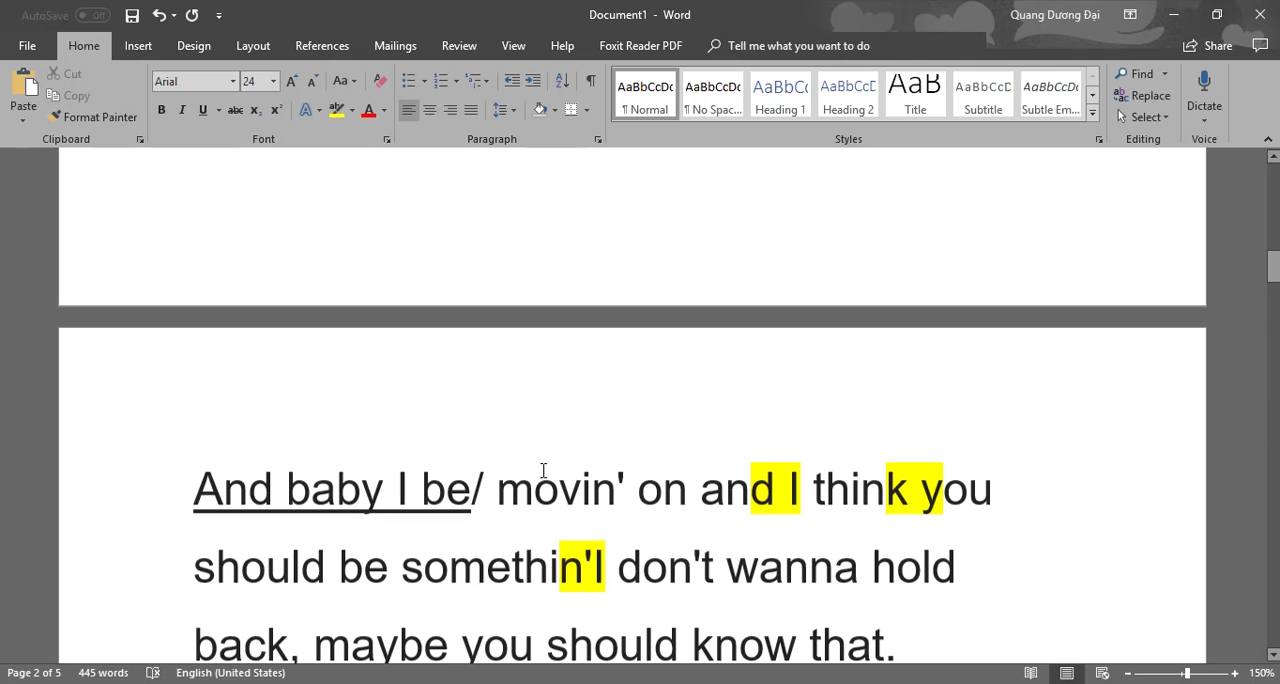 AutoSave Off Document1 - Word Quang Dương Đại
File Home Insert Design Layout References Mailings Review View Help Foxit Reader PDF Tell me what you want to do Share
Paste Cut Copy Format Painter
Arial 24 Aa
B I U abc x₂ x² A A
AaBbCcDc AaBbCcDc AaBbCc AaBbCcD AaB AaBbCcD AaBbCcDc
¶ Normal ¶ No Spac... Heading 1 Heading 2 Title Subtitle Subtle Em...
Find Replace Select Dictate
Clipboard Font Paragraph Styles Editing Voice
And baby I be/ movin' on and I think you
should be somethin'I don't wanna hold
back, maybe you should know that.
Page 2 of 5 445 words English (United States) 150%